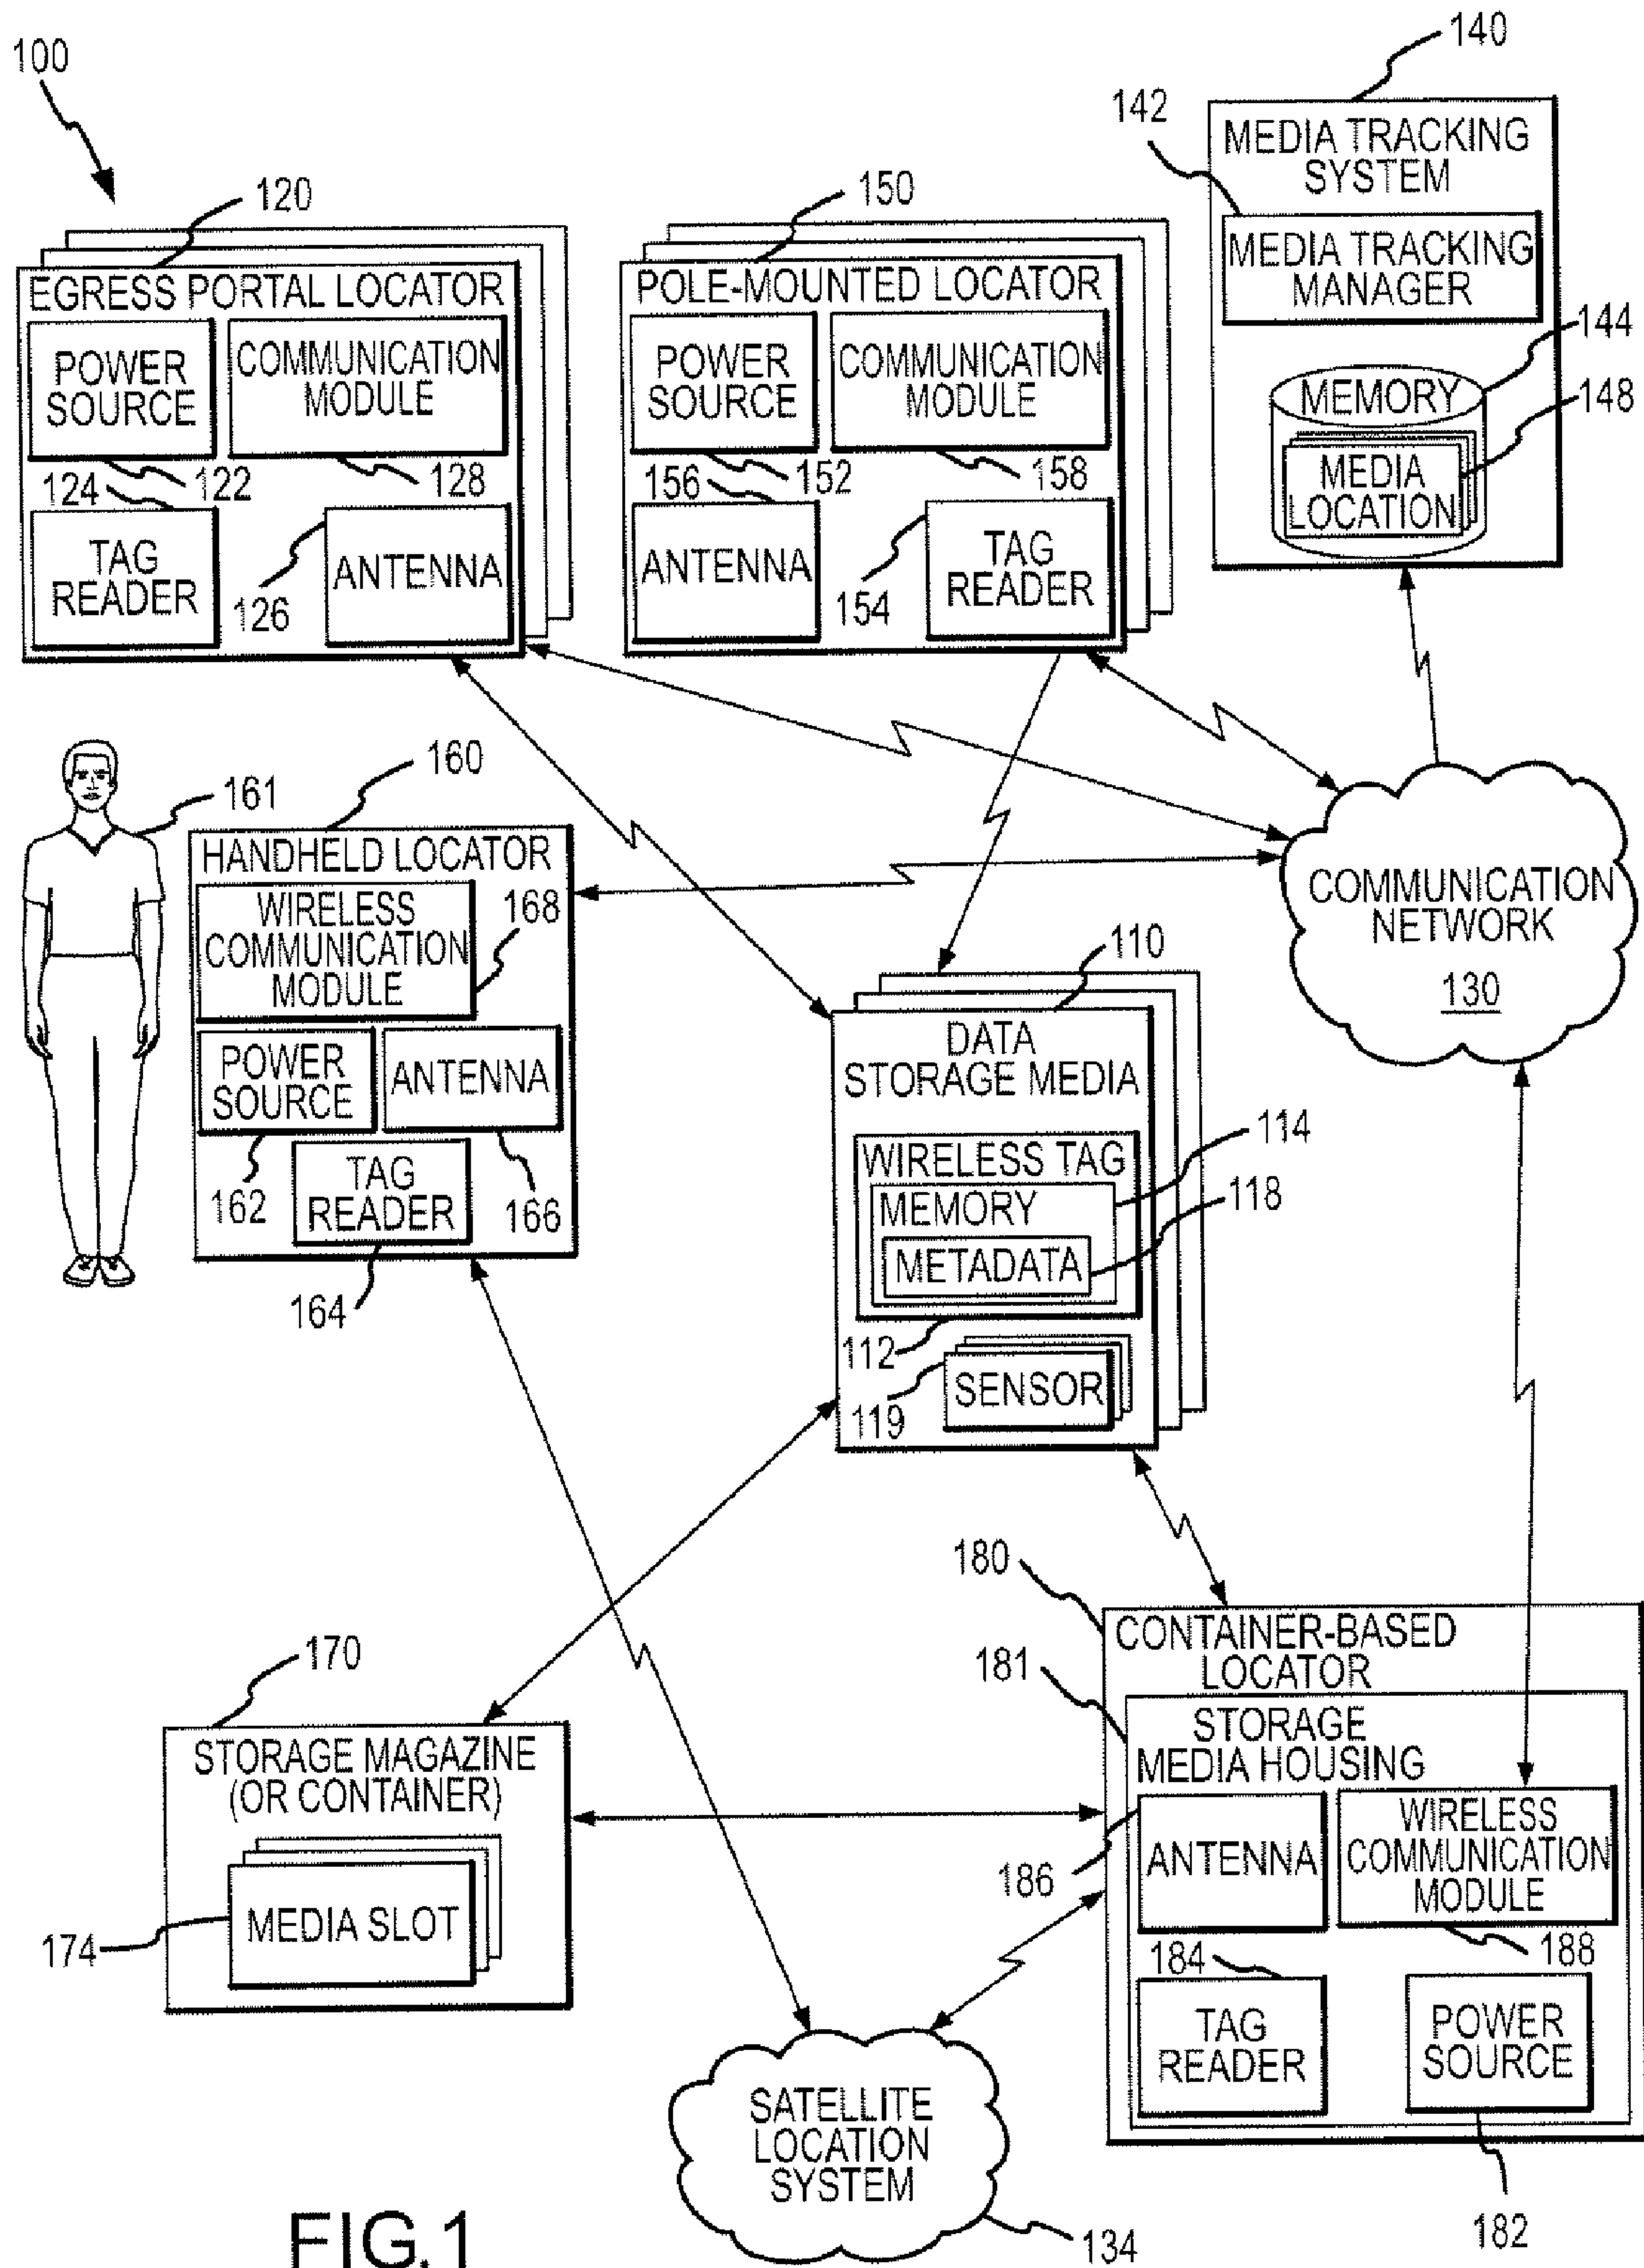 100
140
142
MEDIA TRACKING
SYSTEM
MEDIA TRACKING
MANAGER
144
MEMORY
148
MEDIA
LOCATION
120
EGRESS PORTAL LOCATOR
POWER
SOURCE
COMMUNICATION
MODULE
124
122
128
TAG
READER
126
ANTENNA
150
POLE-MOUNTED LOCATOR
POWER
SOURCE
COMMUNICATION
MODULE
156
152
158
ANTENNA
154
TAG
READER
161
160
HANDHELD LOCATOR
WIRELESS
COMMUNICATION
MODULE
168
POWER
SOURCE
ANTENNA
162
TAG
READER
166
164
COMMUNICATION
NETWORK
130
110
DATA
STORAGE MEDIA
WIRELESS TAG
114
MEMORY
118
METADATA
112
119
SENSOR
170
STORAGE MAGAZINE
(OR CONTAINER)
174
MEDIA SLOT
180
CONTAINER-BASED
LOCATOR
181
STORAGE
MEDIA HOUSING
186
ANTENNA
WIRELESS
COMMUNICATION
MODULE
184
188
TAG
READER
POWER
SOURCE
182
SATELLITE
LOCATION
SYSTEM
134
FIG.1